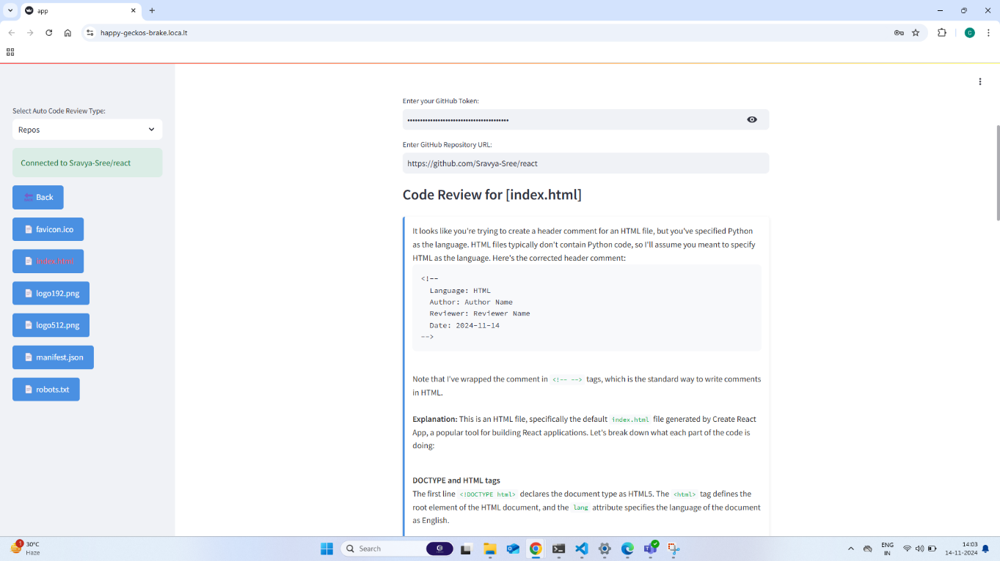 app
happy-geckos-brake.loca.lt
C
Select Auto Code Review Type:
Repos
Connected to Sravya-Sree/react
Back
favicon.ico
index.html
logo192.png
logo512.png
manifest.json
robots.txt
Enter your GitHub Token:
••••••••••••••••••••••••••••••••••••••••
Enter GitHub Repository URL:
https://github.com/Sravya-Sree/react
Code Review for [index.html]
It looks like you're trying to create a header comment for an HTML file, but you've specified Python
as the language. HTML files typically don't contain Python code, so I'll assume you meant to specify
HTML as the language. Here's the corrected header comment:
<!--
Language: HTML
Author: Author Name
Reviewer: Reviewer Name
Date: 2024-11-14
-->
Note that I've wrapped the comment in <!-- --> tags, which is the standard way to write comments
in HTML.
Explanation: This is an HTML file, specifically the default index.html file generated by Create React
App, a popular tool for building React applications. Let's break down what each part of the code is
doing:
DOCTYPE and HTML tags
The first line <!DOCTYPE html> declares the document type as HTML5. The <html> tag defines the
root element of the HTML document, and the lang attribute specifies the language of the document
as English.
1
30°C
Haze
Search
ENG
IN
14:03
14-11-2024